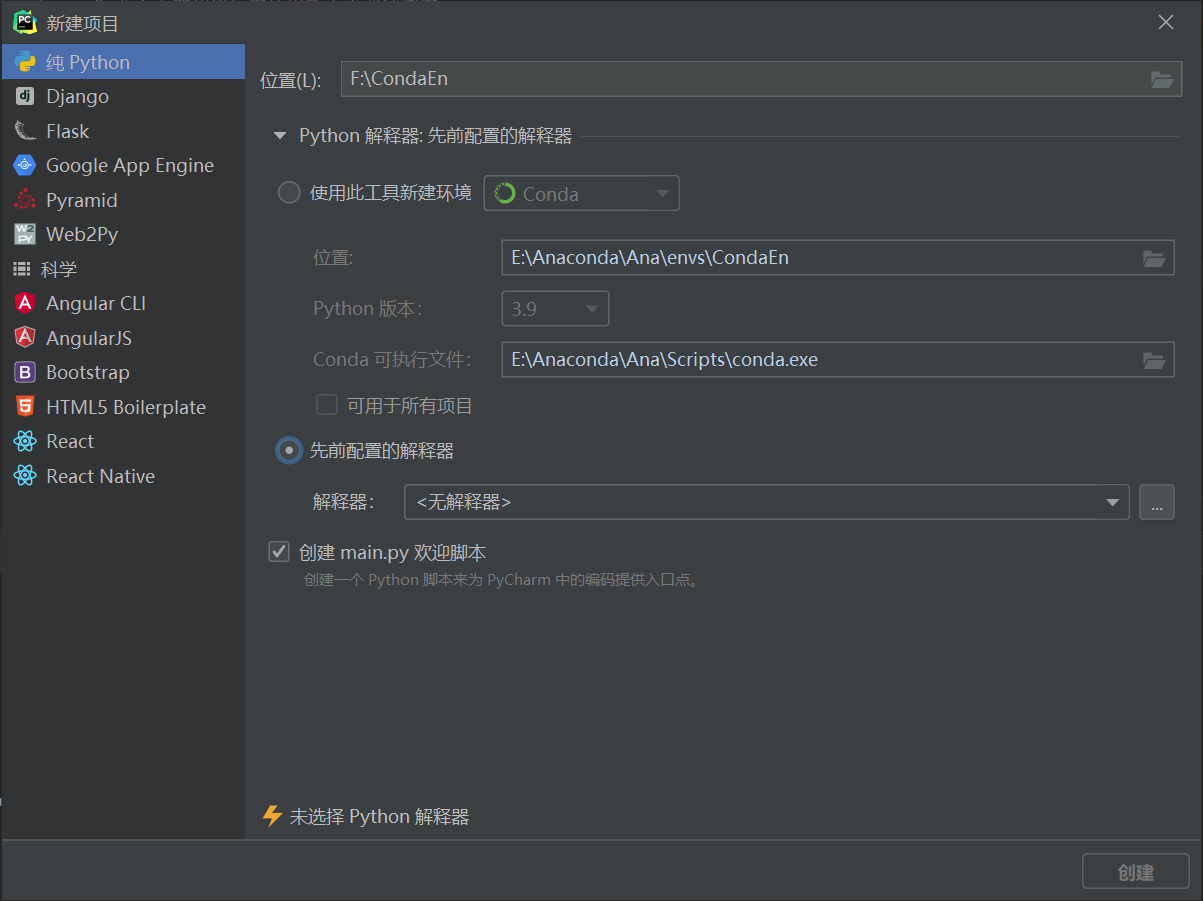 新建项目
纯 Python
Django
Flask
Google App Engine
Pyramid
Web2Py
科学
Angular CLI
AngularJS
Bootstrap
HTML5 Boilerplate
React
React Native
位置(L):
F:\CondaEn
Python 解释器: 先前配置的解释器
使用此工具新建环境
Conda
位置:
E:\Anaconda\Ana\envs\CondaEn
Python 版本:
3.9
Conda 可执行文件:
E:\Anaconda\Ana\Scripts\conda.exe
可用于所有项目
先前配置的解释器
解释器:
<无解释器>
...
创建 main.py 欢迎脚本
创建一个 Python 脚本来为 PyCharm 中的编码提供入口点。
未选择 Python 解释器
创建